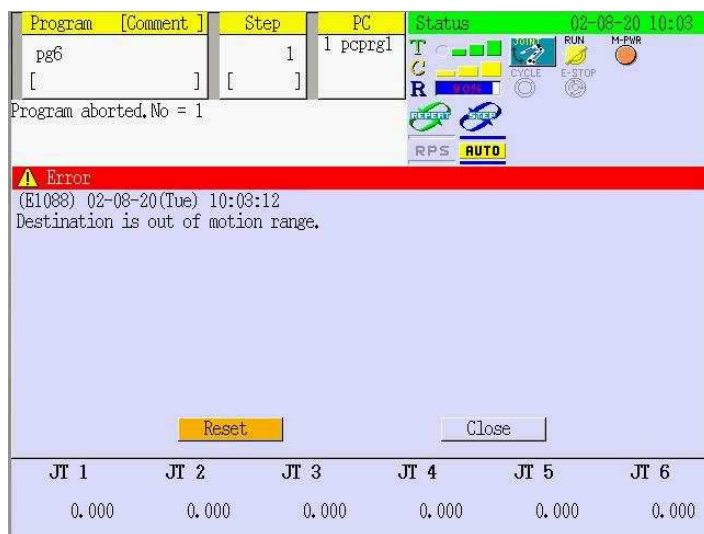 Program [Comment ] Step PC Status 02-08-20 10:03
pg6 1 1 pcprg1 T JOINT RUN M-PWR
[ ] [ ] C CYCLE E-STOP
R 90%
Program aborted.No = 1
REPEAT STEP
RPS AUTO
Error
(E1088) 02-08-20(Tue) 10:03:12
Destination is out of motion range.
Reset Close
JT 1 JT 2 JT 3 JT 4 JT 5 JT 6
0.000 0.000 0.000 0.000 0.000 0.000